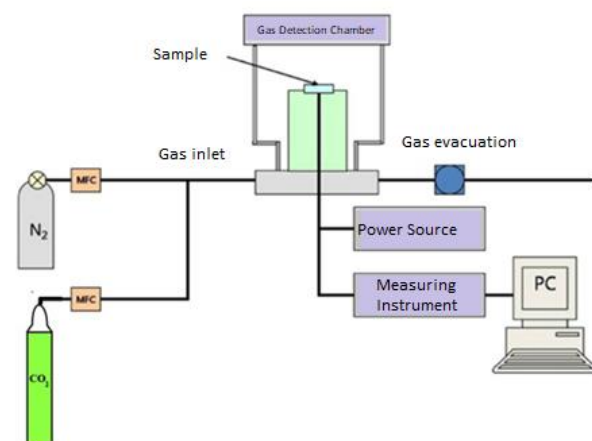 Gas Detection Chamber
Sample
Gas inlet
Gas evacuation
MFC
N2
Power Source
Measuring
Instrument
PC
MFC
CO2